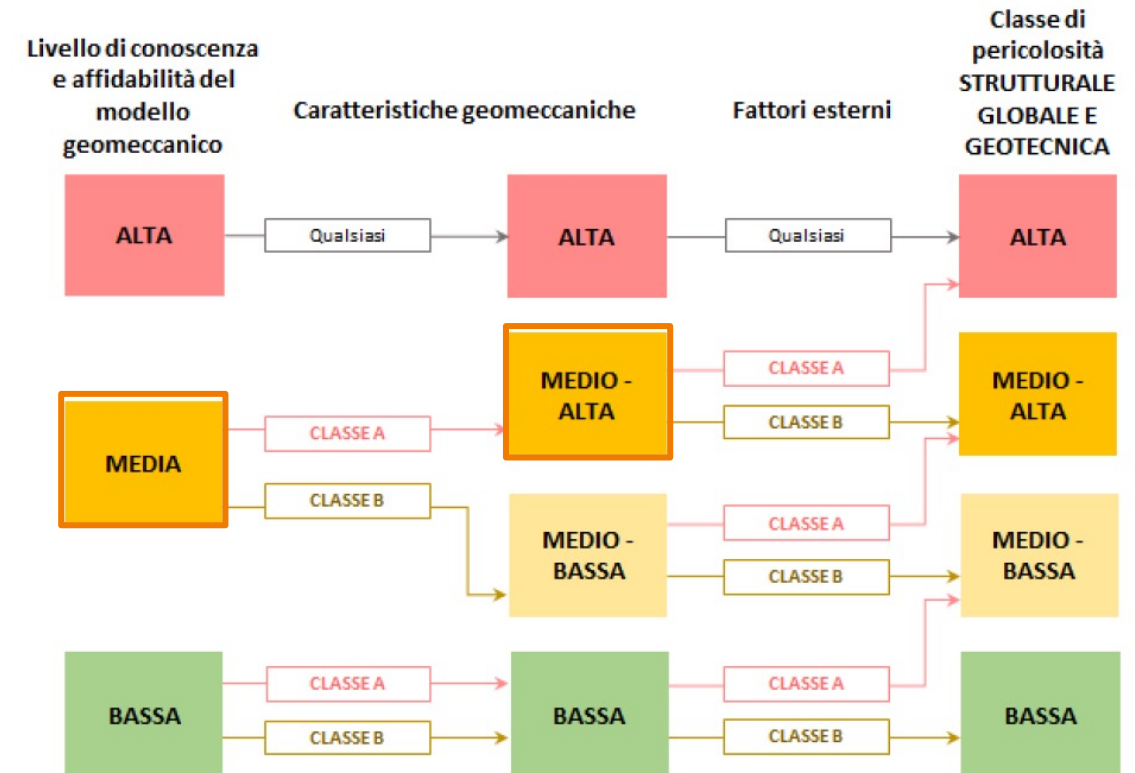 Livello di conoscenza
e affidabilità del
modello
geomeccanico
Caratteristiche geomeccaniche
Fattori esterni
Classe di
pericolosità
STRUTTURALE
GLOBALE E
GEOTECNICA
ALTA
Qualsiasi
ALTA
Qualsiasi
ALTA
MEDIA
CLASSE A
CLASSE B
MEDIO -
ALTA
CLASSE A
CLASSE B
MEDIO -
ALTA
MEDIO -
BASSA
CLASSE A
CLASSE B
MEDIO -
BASSA
BASSA
CLASSE A
CLASSE B
BASSA
CLASSE A
CLASSE B
BASSA